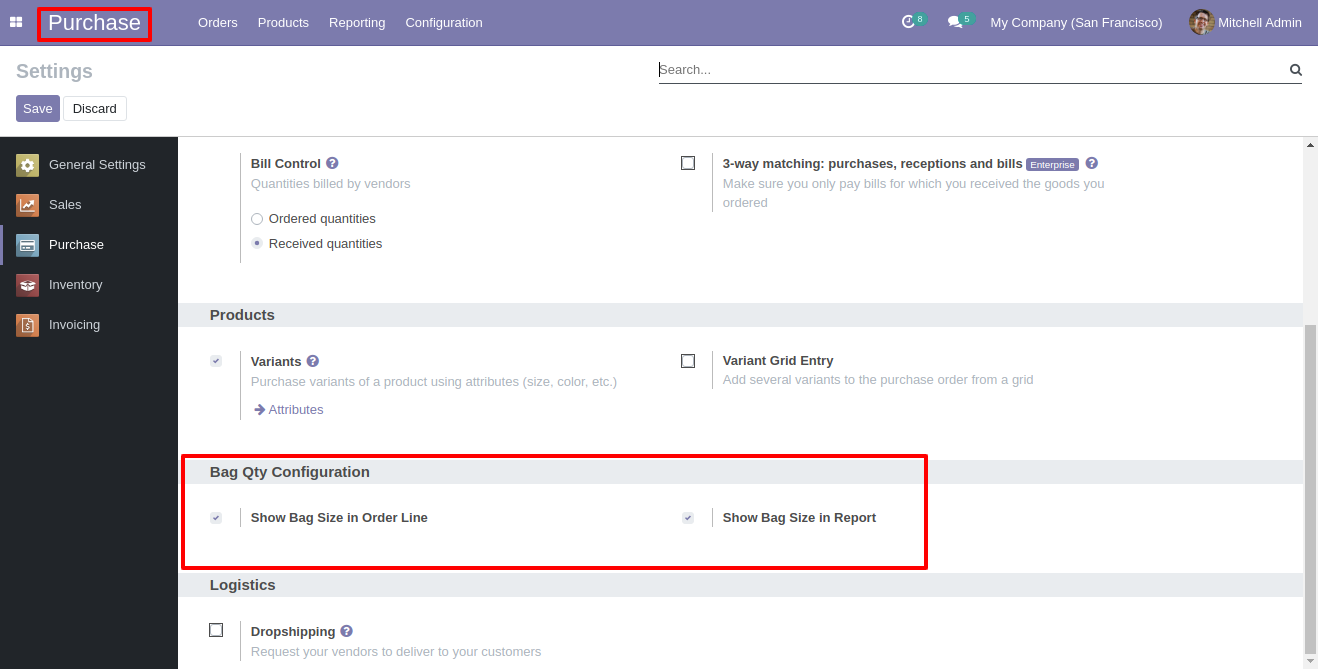 Purchase Orders Products Reporting Configuration 8 5 My Company (San Francisco) Mitchell Admin
Settings
Search...
Save Discard
General Settings
Sales
Purchase
Inventory
Invoicing
Bill Control ?
Quantities billed by vendors
Ordered quantities
Received quantities
3-way matching: purchases, receptions and bills Enterprise ?
Make sure you only pay bills for which you received the goods you
ordered
Products
Variants ?
Purchase variants of a product using attributes (size, color, etc.)
Attributes
Variant Grid Entry
Add several variants to the purchase order from a grid
Bag Qty Configuration
Show Bag Size in Order Line
Show Bag Size in Report
Logistics
Dropshipping ?
Request your vendors to deliver to your customers